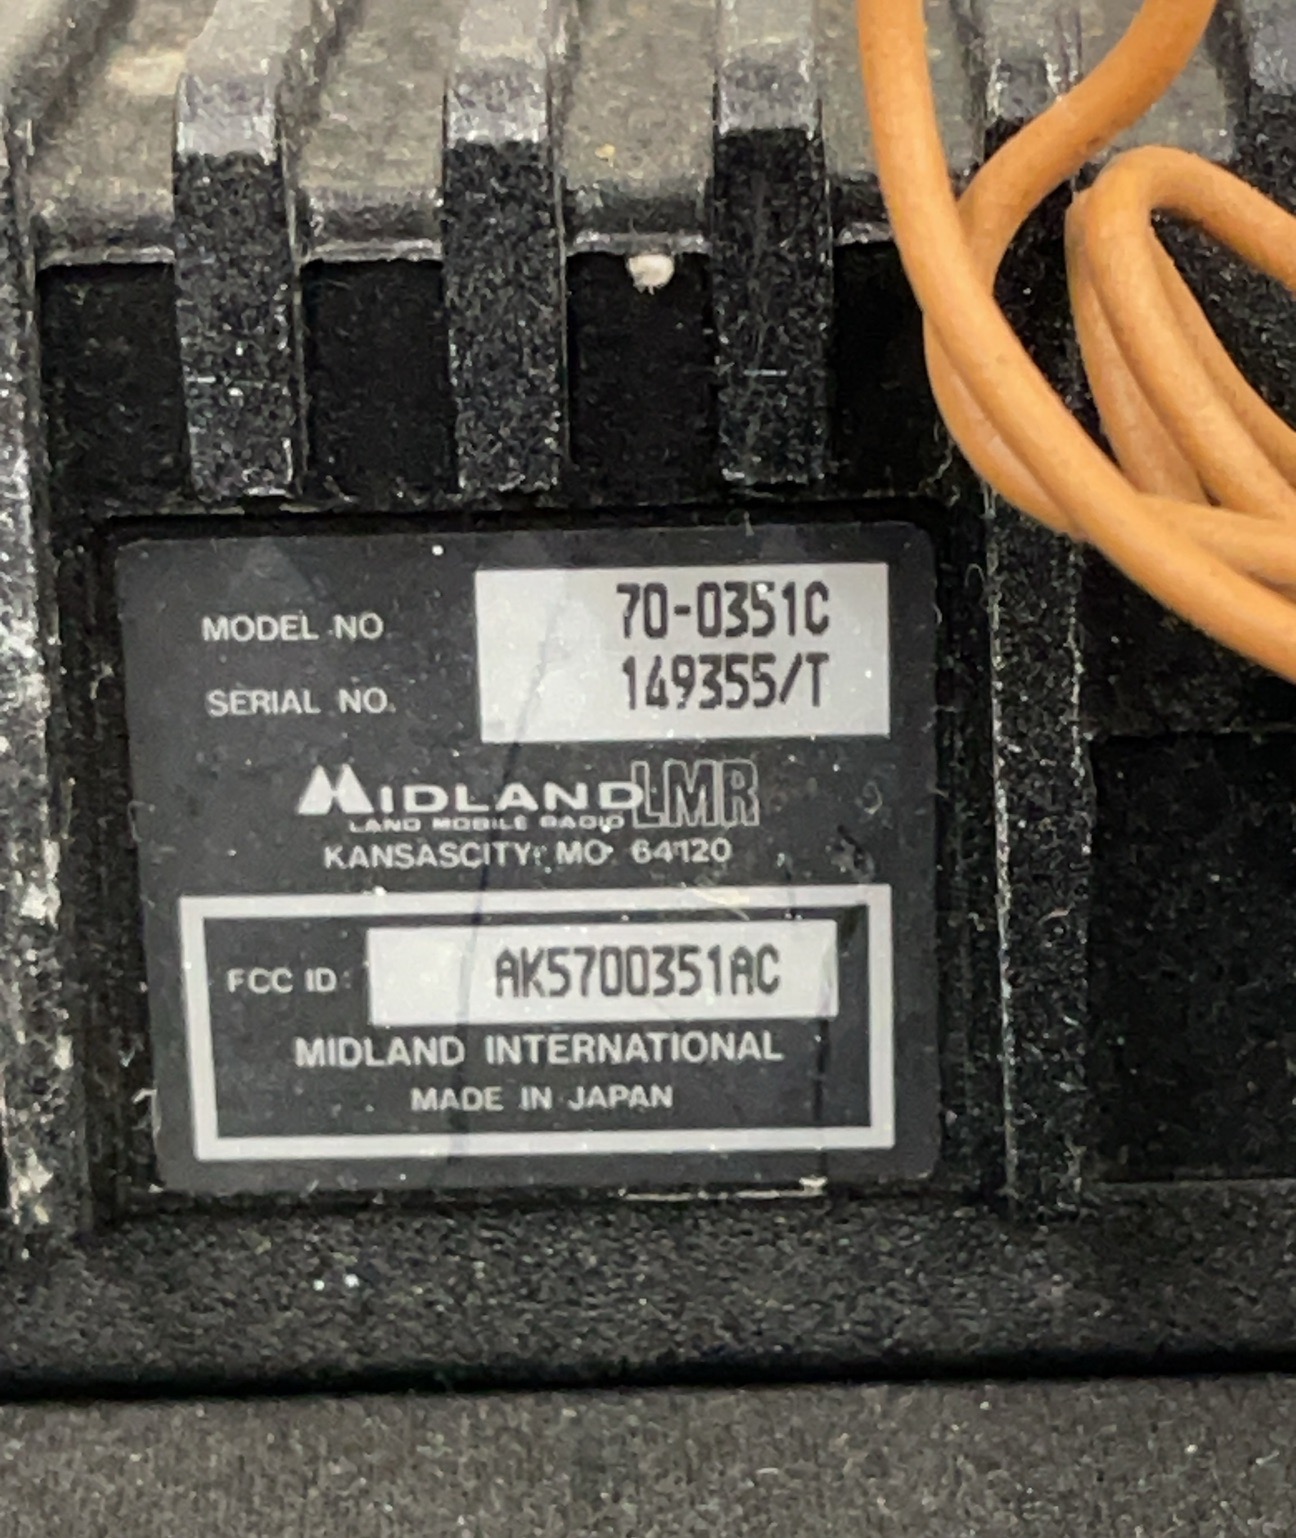 MODEL NO. 70-0351C
SERIAL NO. 149355/T
MIDLAND LMR
LAND MOBILE RADIO
KANSASCITY, MO 64120
FCC ID: AK5700351AC
MIDLAND INTERNATIONAL
MADE IN JAPAN